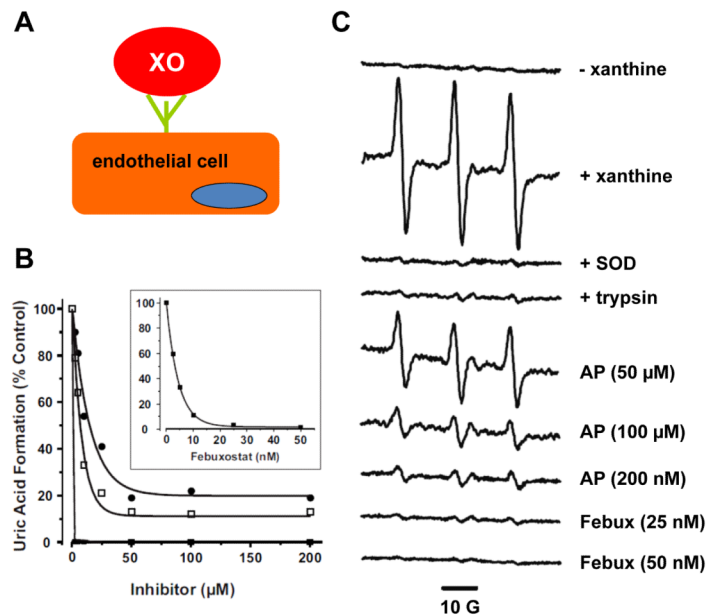 A
XO
endothelial cell
B
Uric Acid Formation (% Control)
100
80
60
40
20
0
0 50 100 150 200
Inhibitor (µM)
100
80
60
40
20
0
0 10 20 30 40 50
Febuxostat (nM)
C
- xanthine
+ xanthine
+ SOD
+ trypsin
AP (50 µM)
AP (100 µM)
AP (200 nM)
Febux (25 nM)
Febux (50 nM)
10 G